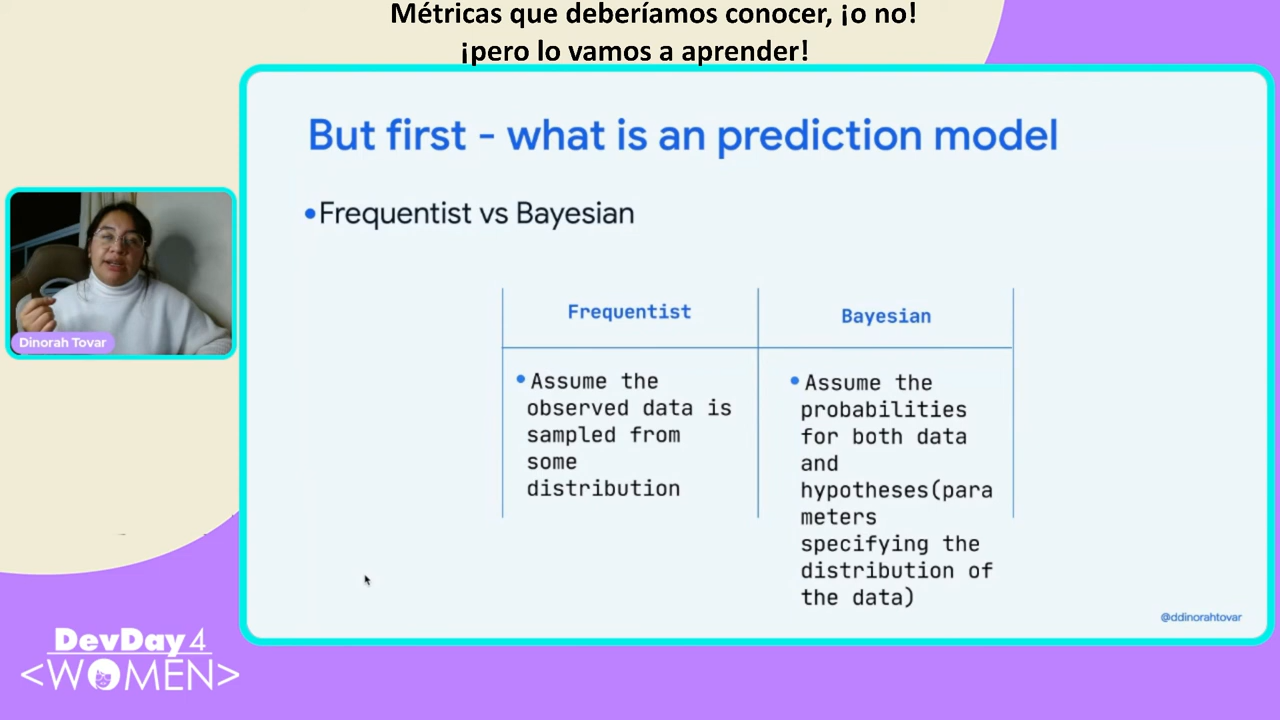 Métricas que deberíamos conocer, ¡o no!
¡pero lo vamos a aprender!
But first - what is an prediction model
•Frequentist vs Bayesian
Frequentist
• Assume the
observed data is
sampled from
some
distribution
Bayesian
• Assume the
probabilities
for both data
and
hypotheses(para
meters
specifying the
distribution of
the data)
@ddinorahtovar
Dinorah Tovar
DevDay 4
<WOMEN>